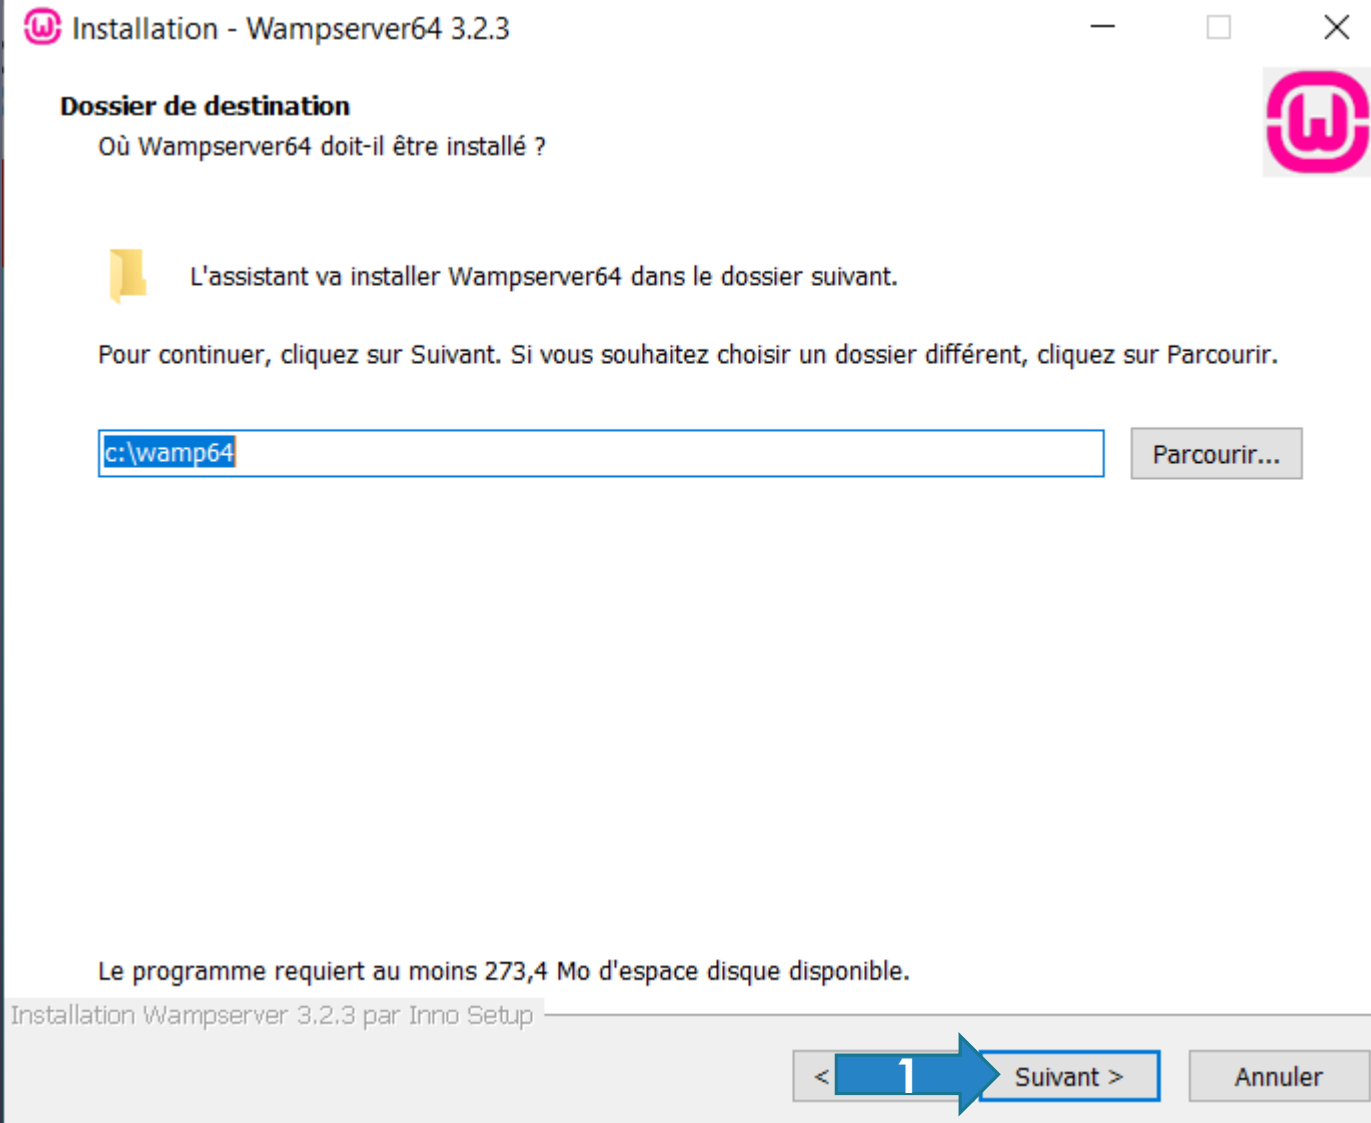 Installation - Wampserver64 3.2.3
Dossier de destination
Où Wampserver64 doit-il être installé ?
L'assistant va installer Wampserver64 dans le dossier suivant.
Pour continuer, cliquez sur Suivant. Si vous souhaitez choisir un dossier différent, cliquez sur Parcourir.
c:\wamp64
Parcourir...
Le programme requiert au moins 273,4 Mo d'espace disque disponible.
Installation Wampserver 3.2.3 par Inno Setup
<
1
Suivant >
Annuler